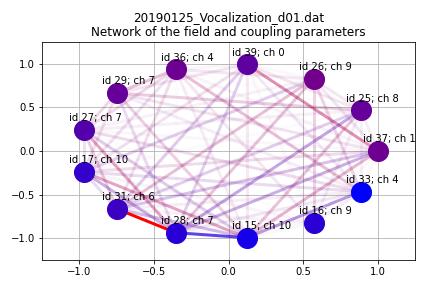 20190125_Vocalization_d01.dat
Network of the field and coupling parameters
id 39; ch 0
id 36; ch 4
id 26; ch 9
id 29; ch 7
id 25; ch 8
id 27; ch 7
id 37; ch 1
id 17; ch 10
id 33; ch 4
id 31; ch 6
id 28; ch 7
id 15; ch 10
id 16; ch 9
1.0
0.5
0.0
−0.5
−1.0
−1.0
−0.5
0.0
0.5
1.0